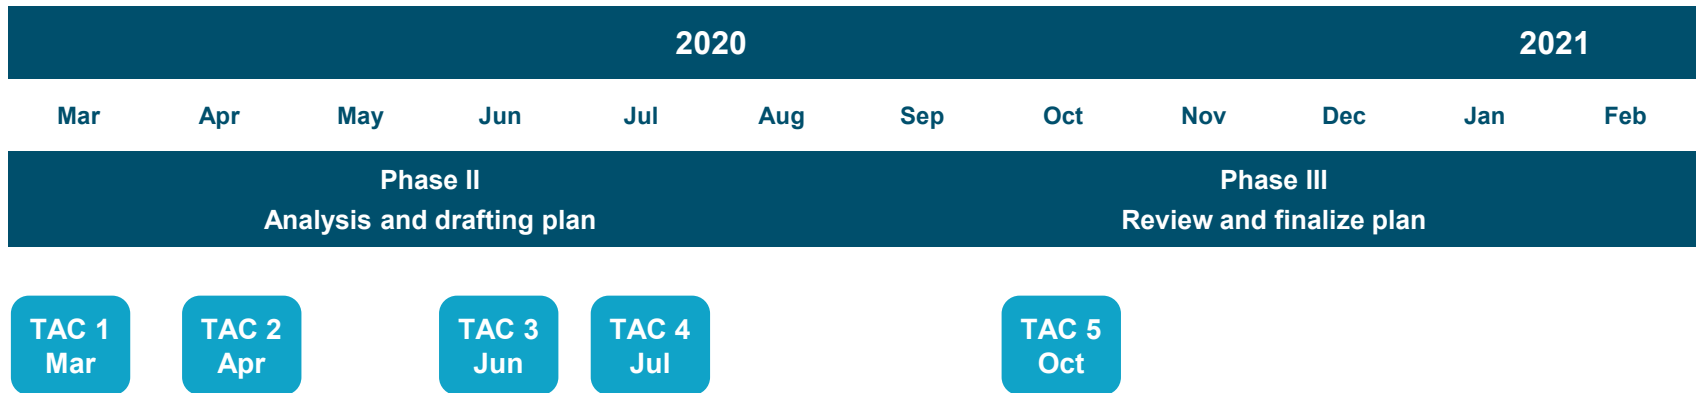 2020 2021
Mar Apr May Jun Jul Aug Sep Oct Nov Dec Jan Feb
Phase II
Analysis and drafting plan
Phase III
Review and finalize plan
TAC 1
Mar
TAC 2
Apr
TAC 3
Jun
TAC 4
Jul
TAC 5
Oct